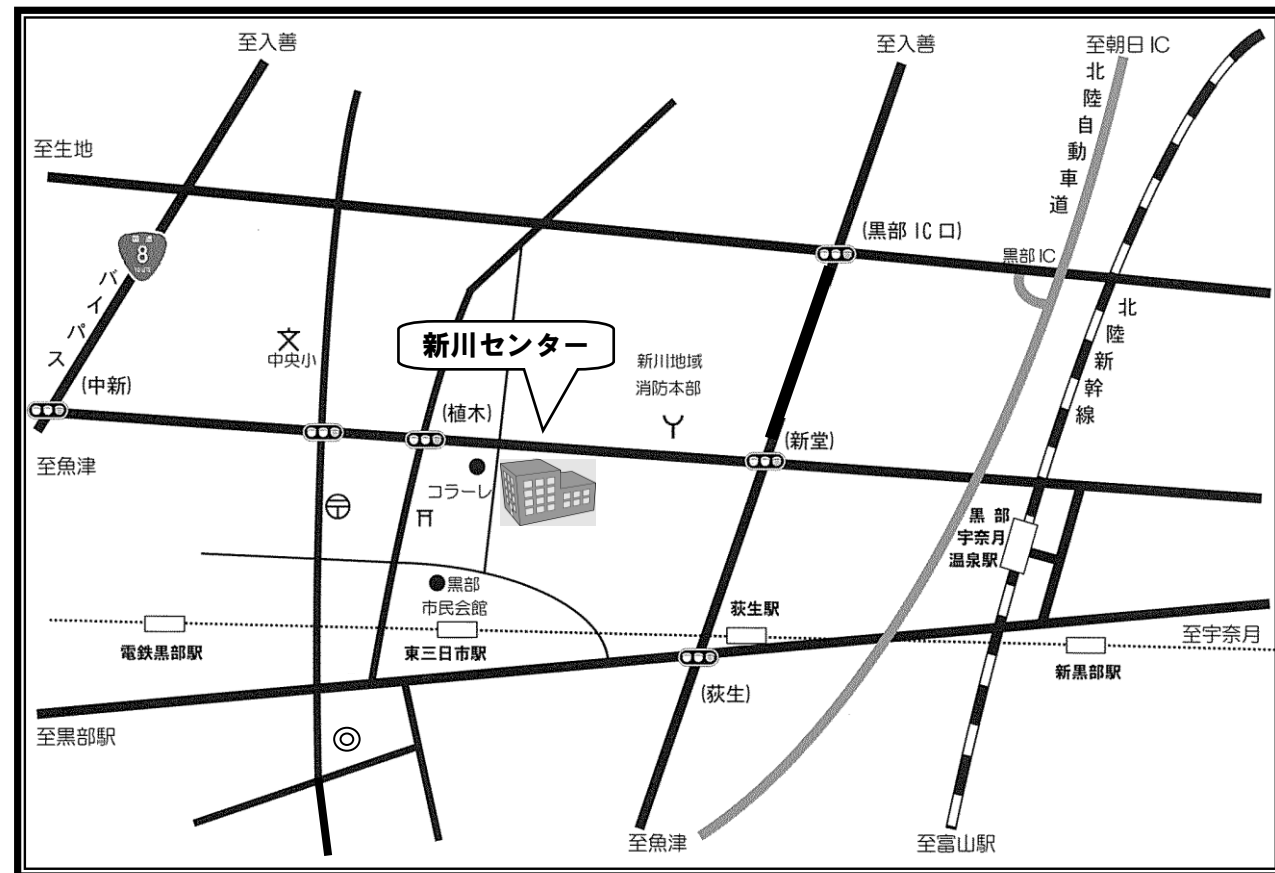 至入善
至入善
至朝日 IC
北陸自動車道
至生地
(黒部 IC 口)
黒部 IC
8
バイパス
北陸新幹線
新川センター
中央小
新川地域
消防本部
(中新)
(植木)
(新堂)
至魚津
コラーレ
黒部
宇奈月
温泉駅
黒部
市民会館
荻生駅
電鉄黒部駅
東三日市駅
至宇奈月
新黒部駅
(荻生)
至黒部駅
至魚津
至富山駅